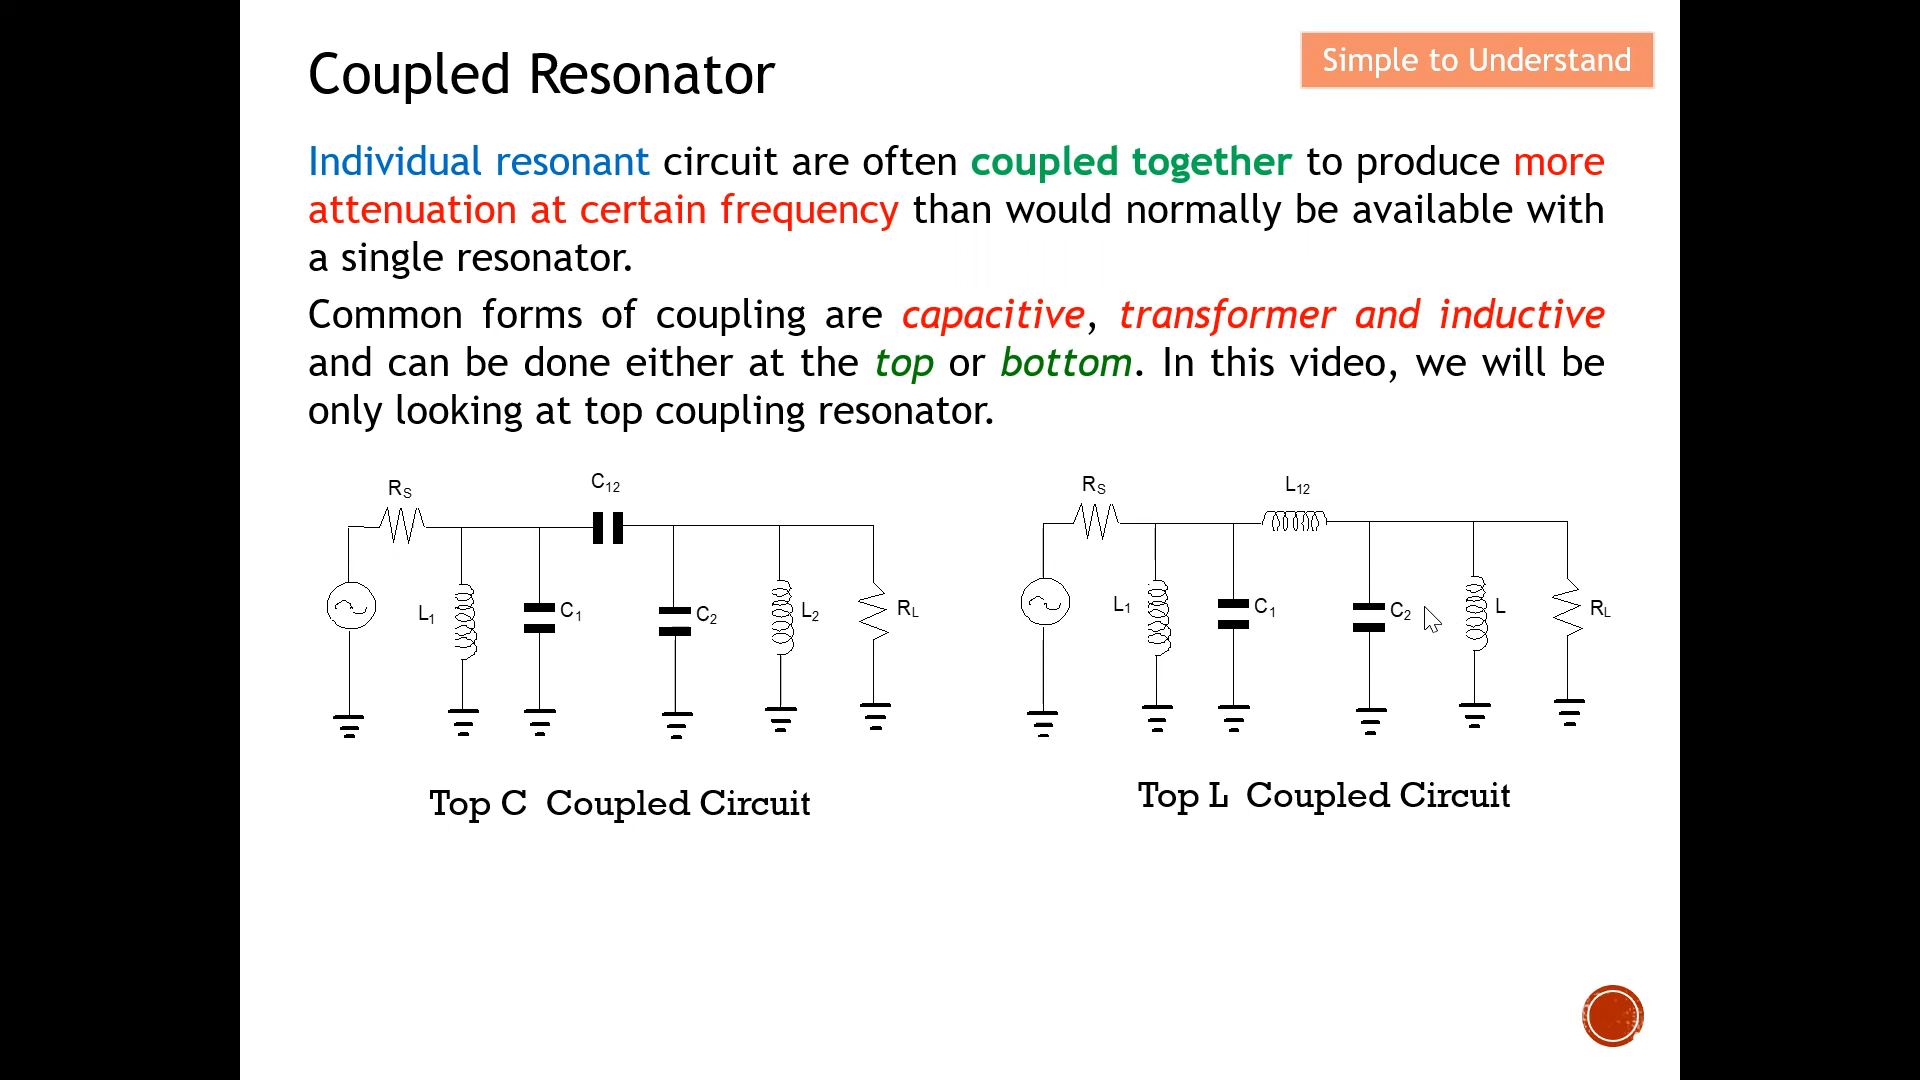 Coupled Resonator
Simple to Understand
Individual resonant circuit are often coupled together to produce more
attenuation at certain frequency than would normally be available with
a single resonator.
Common forms of coupling are capacitive, transformer and inductive
and can be done either at the top or bottom. In this video, we will be
only looking at top coupling resonator.
RS
C12
L1
C1
C2
L2
RL
Top C Coupled Circuit
RS
L12
L1
C1
C2
L
RL
Top L Coupled Circuit